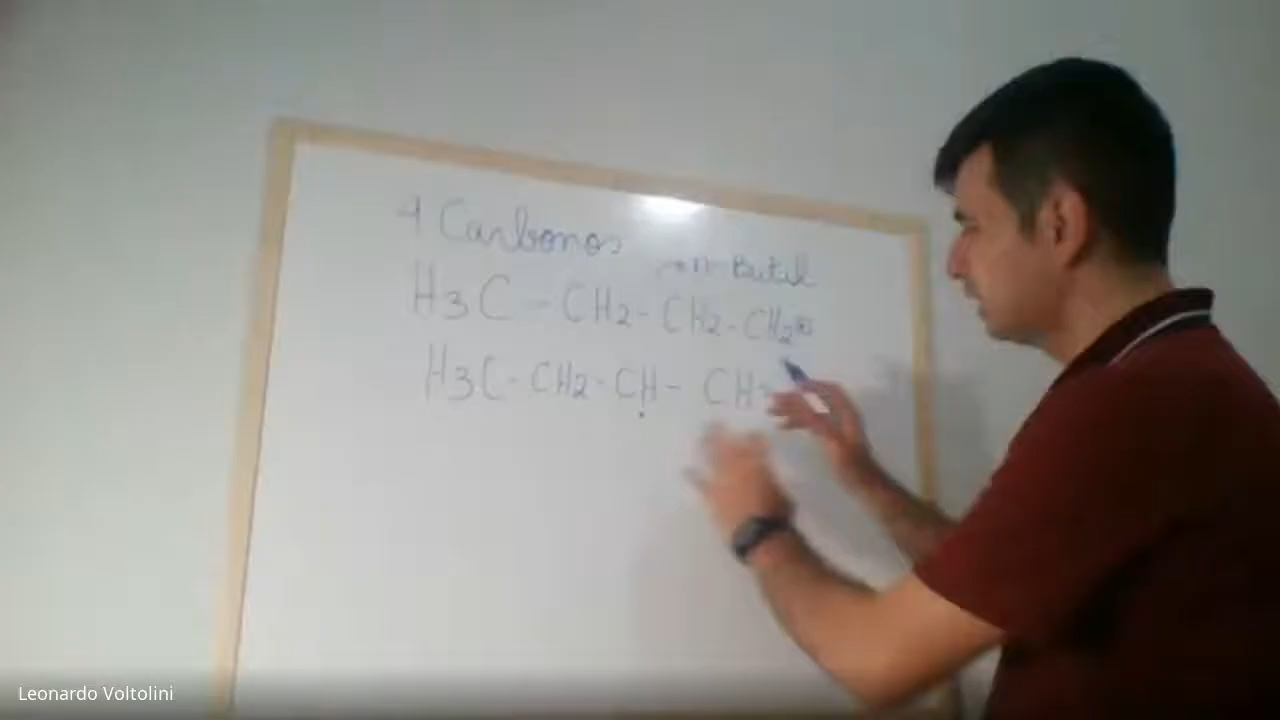 4 Carbonos
n-Butil
H3C - CH2 - CH2 - CH2
H3C - CH2 - CH - CH
Leonardo Voltolini